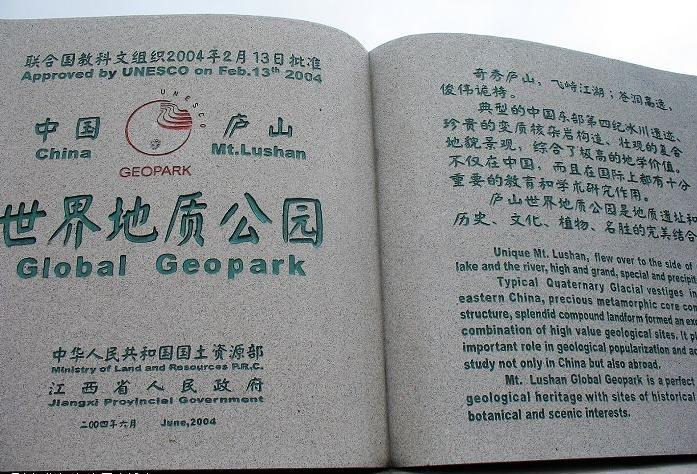 联合国教科文组织2004年2月13日批准
Approved by UNESCO on Feb.13th 2004
UNESCO
中国 庐山
China Mt.Lushan
GEOPARK
世界地质公园
Global Geopark
中华人民共和国国土资源部
Ministry of Land and Resources P.R.C.
江西省人民政府
Jiangxi Provincial Government
二00四年六月 June,2004
奇秀庐山，飞峙江湖；苍润高逸，
俊伟诡特。
典型的中国东部第四纪冰川遗迹、
珍贵的变质核杂岩构造、壮观的复合
地貌景观，综合了极高的地学价值。
不仅在中国，而且在国际上都有十分
重要的教育和学术研究作用。
庐山世界地质公园是地质遗址和
历史、文化、植物、名胜的完美结合
Unique Mt. Lushan, flew over to the side of
lake and the river, high and grand, special and
Typical Quaternary Glacial vestiges in
eastern China, precious metamorphic core
structure, splendid compound landform formed an
combination of high value geological sites. It
important role in geological popularization and
study not only in China but also abroad.
Mt. Lushan Global Geopark is a perfect
geological heritage with sites of historical
botanical and scenic interests.